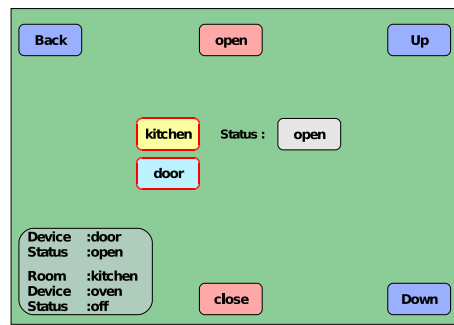 Back open Up
kitchen Status : open
door
Device :door
Status :open
Room :kitchen
Device :oven
Status :off
close Down